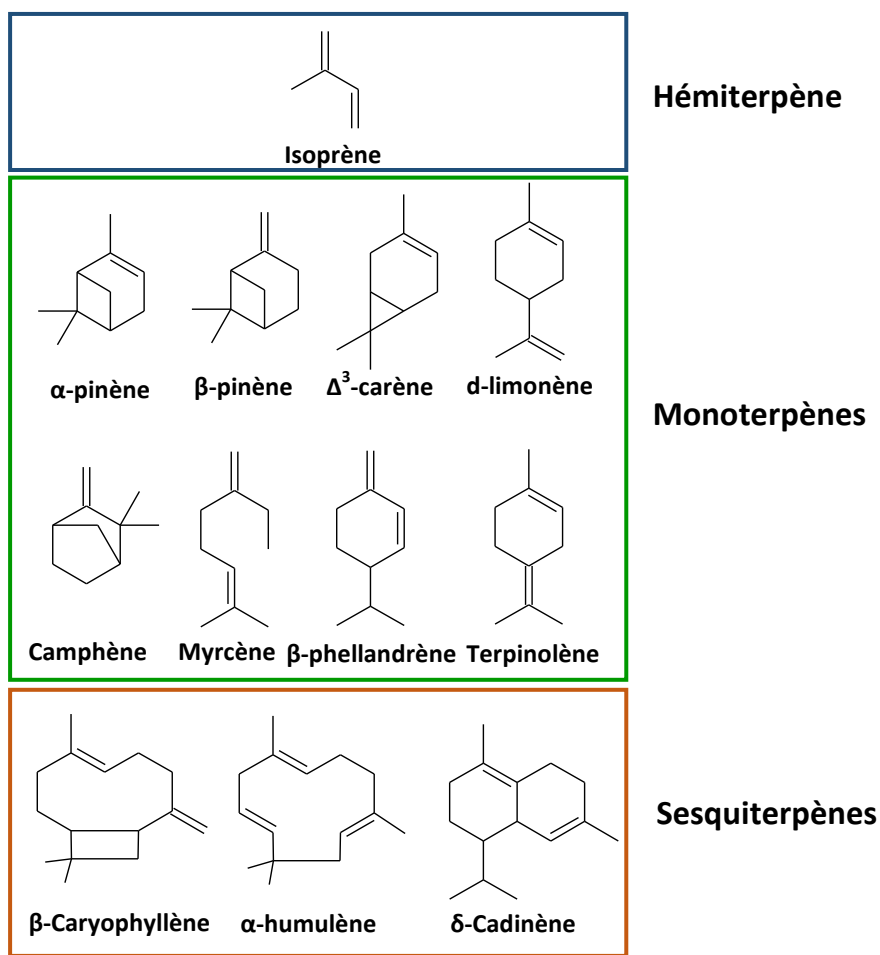 Hémiterpène
Isoprène
α-pinène β-pinène Δ³-carène d-limonène
Monoterpènes
Camphène Myrcène β-phellandrène Terpinolène
Sesquiterpènes
β-Caryophyllène α-humulène δ-Cadinène